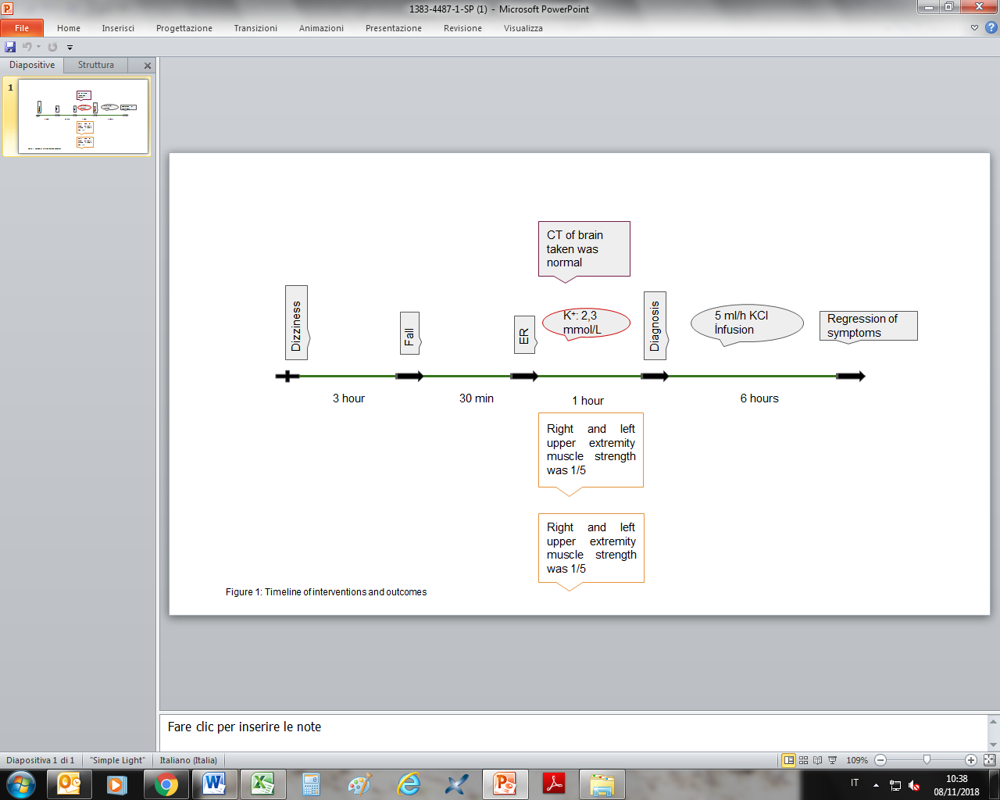 1383-4487-1-SP (1) - Microsoft PowerPoint
File Home Inserisci Progettazione Transizioni Animazioni Presentazione Revisione Visualizza
Diapositive Struttura
1
CT of brain
taken was
normal
Dizziness
Fall
ER
K+: 2,3
mmol/L
Diagnosis
5 ml/h KCl
İnfusion
Regression of
symptoms
3 hour
30 min
1 hour
6 hours
Right and left
upper extremity
muscle strength
was 1/5
Right and left
upper extremity
muscle strength
was 1/5
Figure 1: Timeline of interventions and outcomes
Fare clic per inserire le note
Diapositiva 1 di 1 "Simple Light" Italiano (Italia) 109%
IT 10:38
08/11/2018